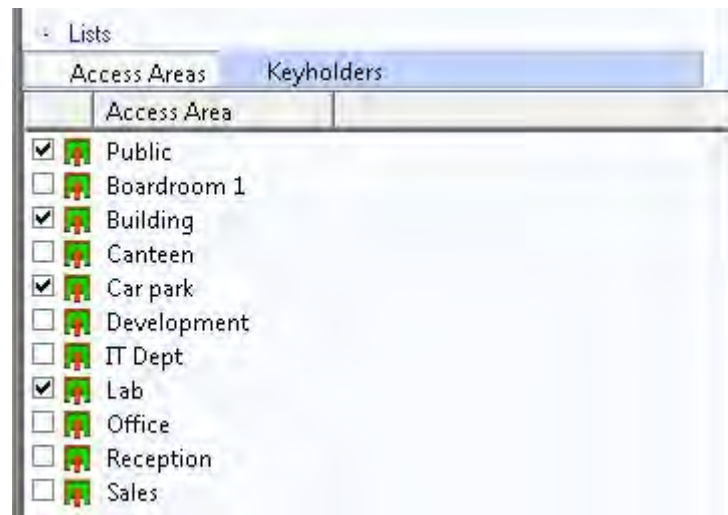 Lists
Access Areas Keyholders
Access Area
Public
Boardroom 1
Building
Canteen
Car park
Development
IT Dept
Lab
Office
Reception
Sales